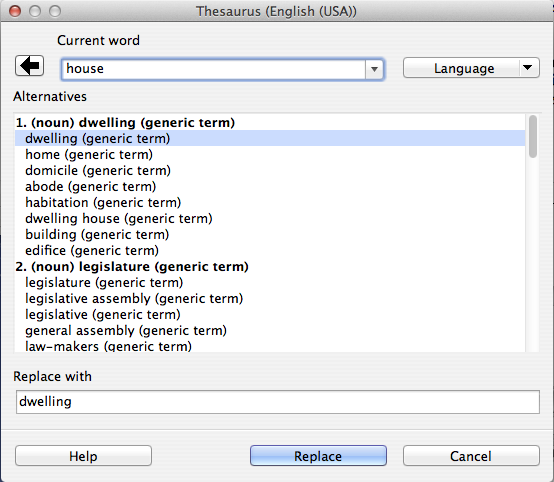 Thesaurus (English (USA))
Current word
house
Language
Alternatives
1. (noun) dwelling (generic term)
dwelling (generic term)
home (generic term)
domicile (generic term)
abode (generic term)
habitation (generic term)
dwelling house (generic term)
building (generic term)
edifice (generic term)
2. (noun) legislature (generic term)
legislature (generic term)
legislative assembly (generic term)
legislative (generic term)
general assembly (generic term)
law-makers (generic term)
Replace with
dwelling
Help
Replace
Cancel